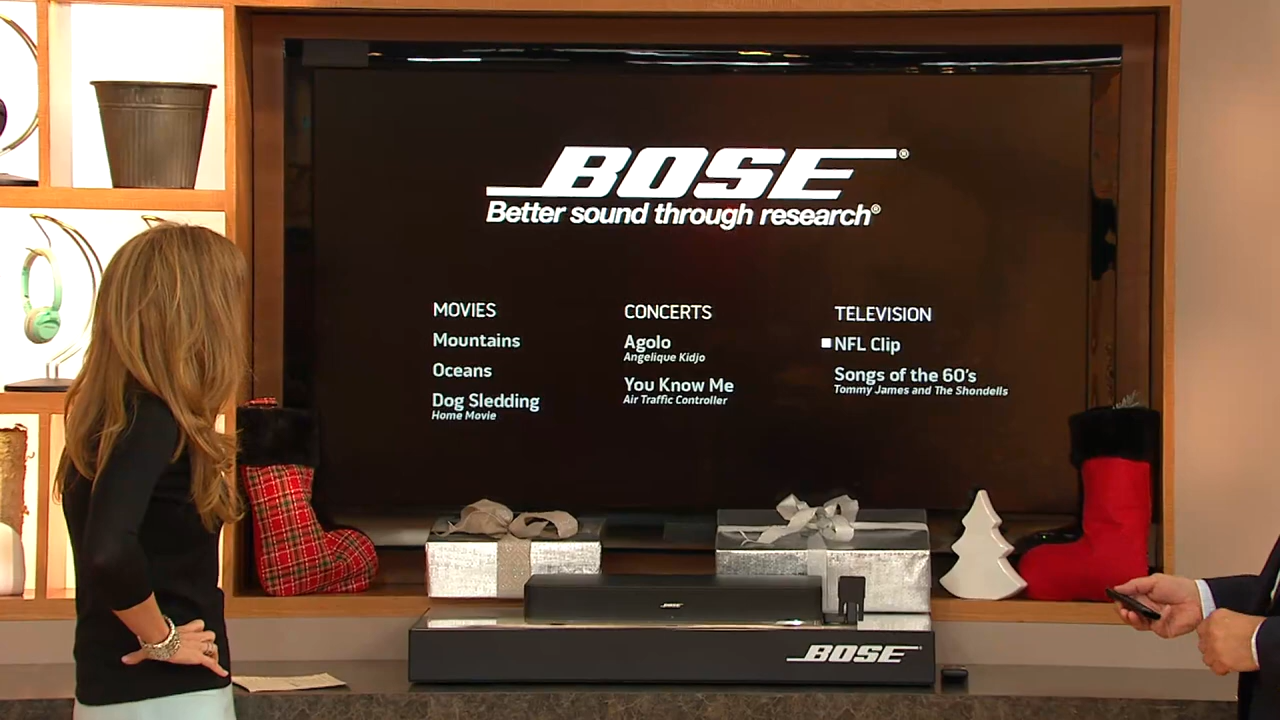 BOSE®
Better sound through research®
MOVIES
Mountains
Oceans
Dog Sledding
Home Movie
CONCERTS
Agolo
Angelique Kidjo
You Know Me
Air Traffic Controller
TELEVISION
NFL Clip
Songs of the 60's
Tommy James and The Shondells
BOSE
BOSE